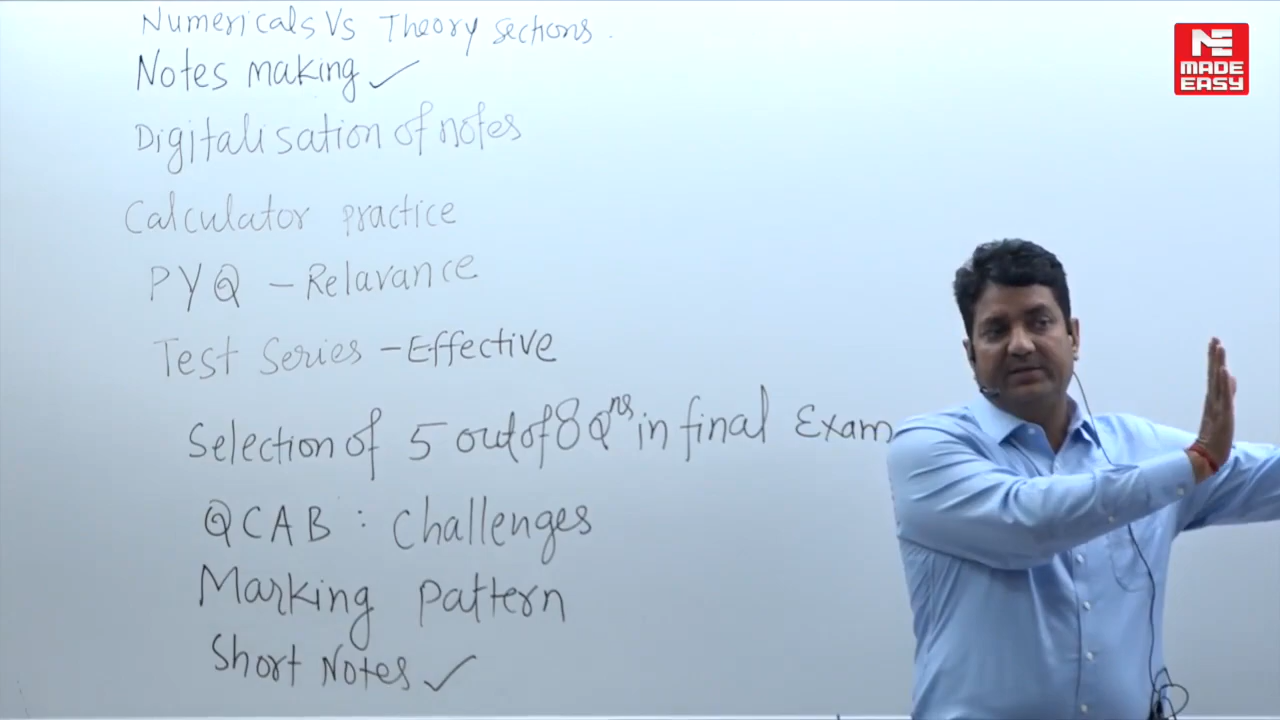 Numericals Vs Theory sections.
Notes making ✓
Digitalisation of notes
Calculator practice
PYQ - Relavance
Test Series - Effective
Selection of 5 out of 8 Qns in final Exam
QCAB : Challenges
Marking pattern
Short Notes ✓
ME
MADE
EASY